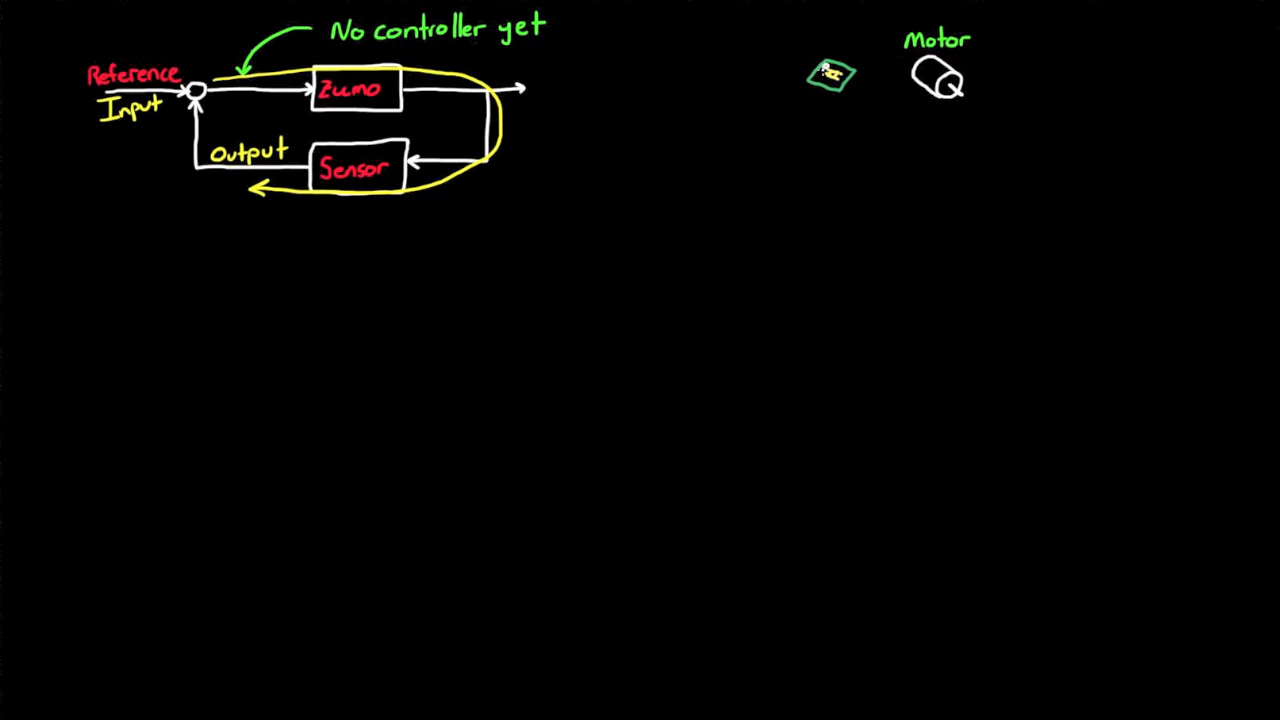 No controller yet
Motor
Reference
Input
Zumo
Output
Sensor